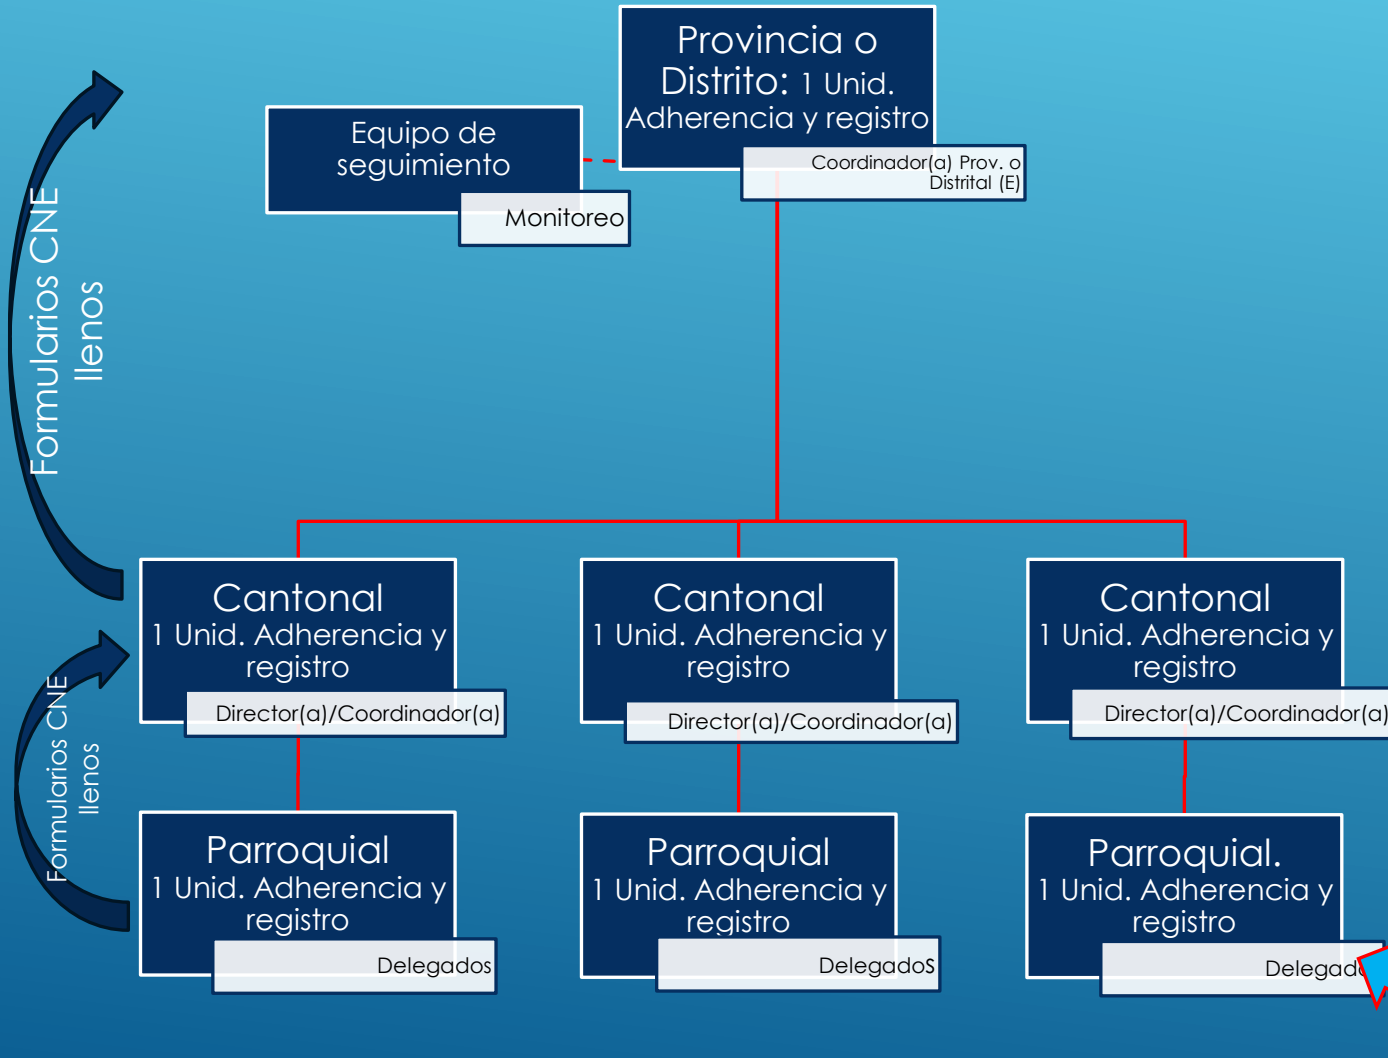 Provincia o
Distrito: 1 Unid.
Adherencia y registro
Coordinador(a) Prov. o
Distrital (E)
Equipo de
seguimiento
Monitoreo
Formularios CNE
llenos
Cantonal
1 Unid. Adherencia y
registro
Director(a)/Coordinador(a)
Cantonal
1 Unid. Adherencia y
registro
Director(a)/Coordinador(a)
Cantonal
1 Unid. Adherencia y
registro
Director(a)/Coordinador(a)
Formularios CNE
llenos
Parroquial
1 Unid. Adherencia y
registro
Delegados
Parroquial
1 Unid. Adherencia y
registro
Delegados
Parroquial.
1 Unid. Adherencia y
registro